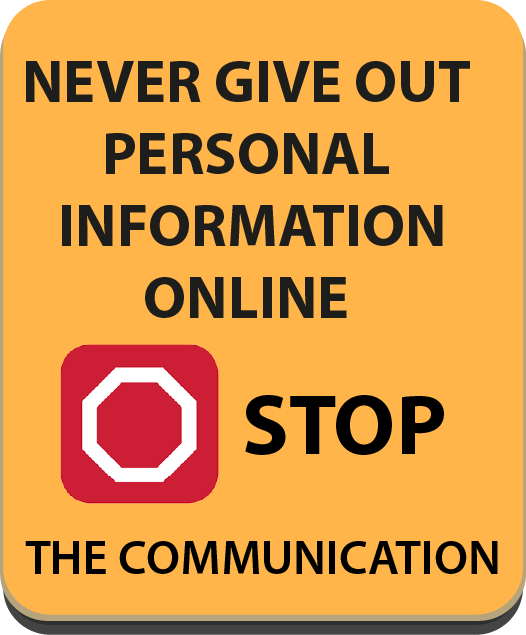 NEVER GIVE OUT
PERSONAL
INFORMATION
ONLINE
STOP
THE COMMUNICATION